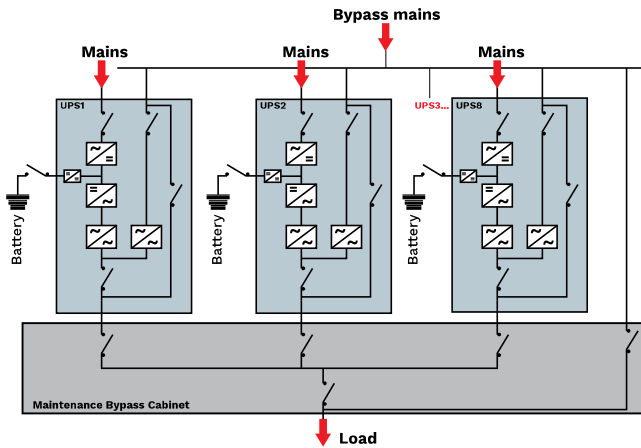 Bypass mains
Mains
Mains
Mains
UPS1
UPS2
UPS3...
UPS8
Battery
Battery
Battery
Maintenance Bypass Cabinet
Load